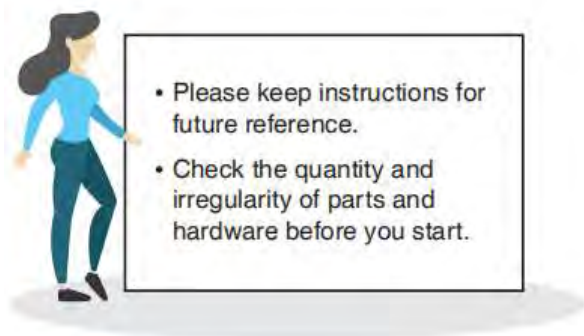 • Please keep instructions for
future reference.
• Check the quantity and
irregularity of parts and
hardware before you start.